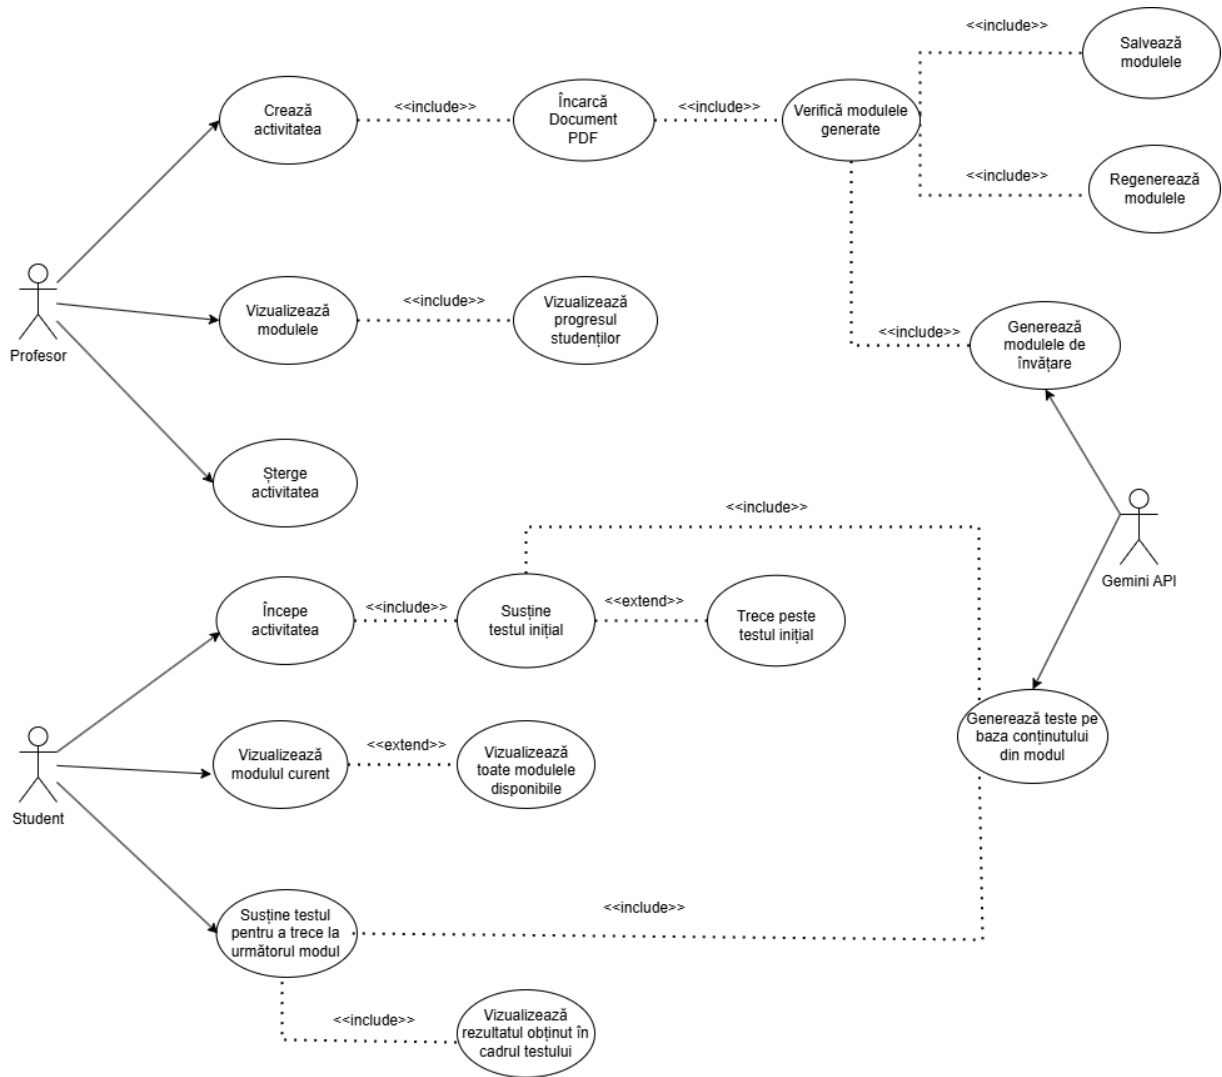 <<include>>
Salvează
modulele
Crează
activitatea
<<include>>
Încarcă
Document
PDF
<<include>>
Verifică modulele
generate
<<include>>
Regenerează
modulele
Profesor
Vizualizează
modulele
<<include>>
Vizualizează
progresul
studenților
<<include>>
Generează
modulele de
învățare
Șterge
activitatea
<<include>>
Gemini API
Începe
activitatea
<<include>>
Susține
testul inițial
<<extend>>
Trece peste
testul inițial
Generează teste pe
baza conținutului
din modul
Student
Vizualizează
modulul curent
<<extend>>
Vizualizează
toate modulele
disponibile
Susține testul
pentru a trece la
următorul modul
<<include>>
<<include>>
Vizualizează
rezultatul obținut în
cadrul testului